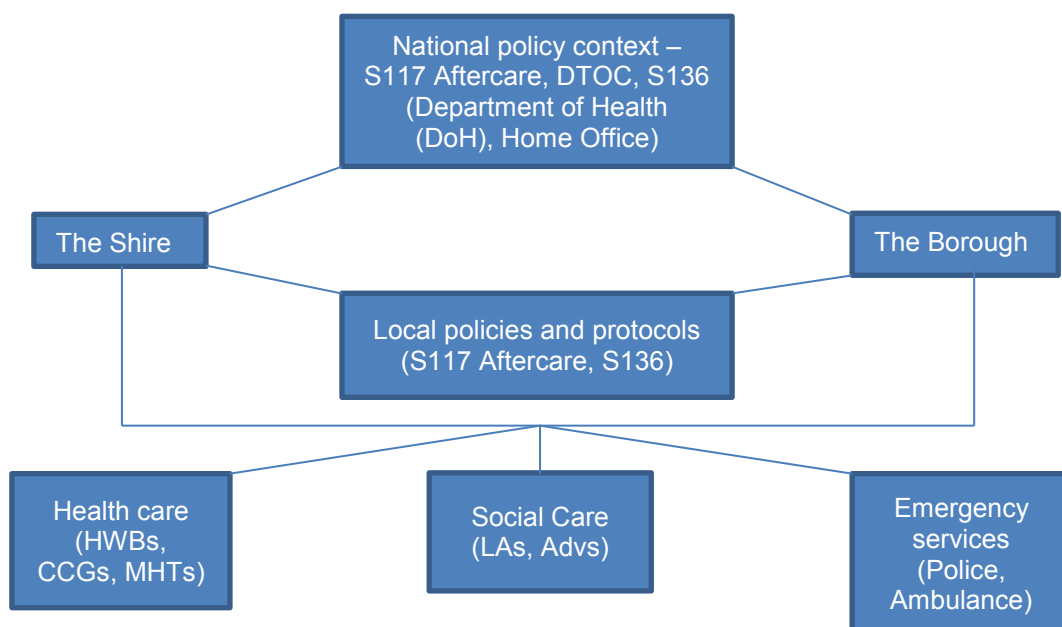 National policy context –
S117 Aftercare, DTOC, S136
(Department of Health
(DoH), Home Office)
The Shire
The Borough
Local policies and protocols
(S117 Aftercare, S136)
Health care
(HWBs,
CCGs, MHTs)
Social Care
(LAs, Advs)
Emergency
services
(Police,
Ambulance)